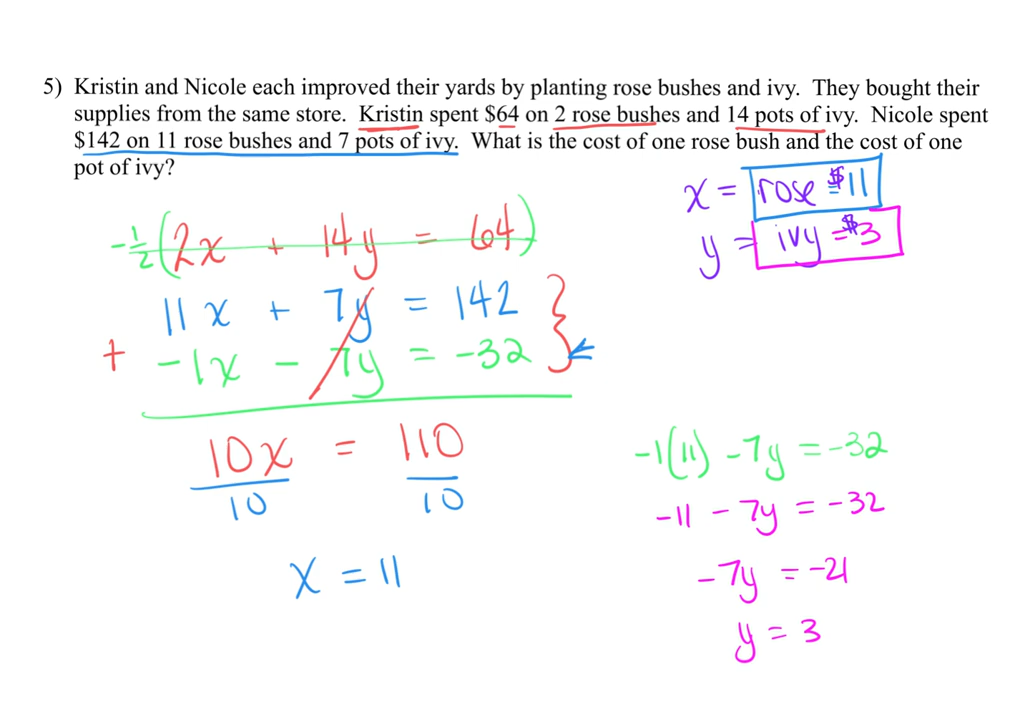 5) Kristin and Nicole each improved their yards by planting rose bushes and ivy. They bought their
supplies from the same store. Kristin spent $64 on 2 rose bushes and 14 pots of ivy. Nicole spent
$142 on 11 rose bushes and 7 pots of ivy. What is the cost of one rose bush and the cost of one
pot of ivy?
x = rose = $11
y = ivy = $3
-1/2(2x + 14y = 64)
11x + 7y = 142
+ -1x - 7y = -32
10x = 110
10 10
x = 11
-1(11) - 7y = -32
-11 - 7y = -32
-7y = -21
y = 3